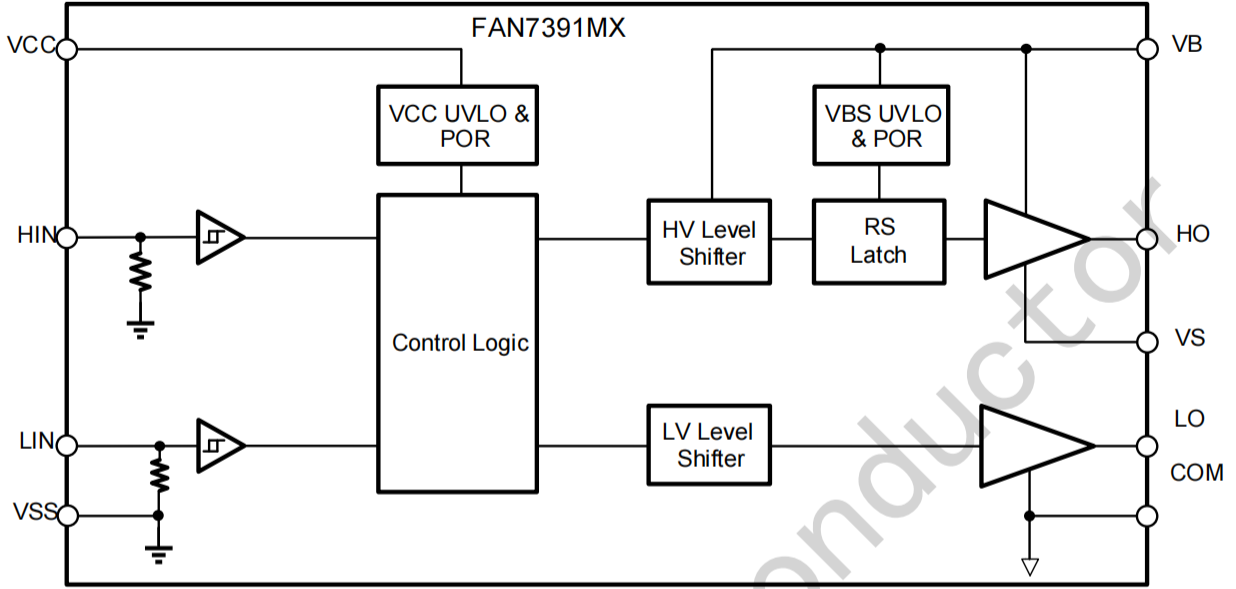 FAN7391MX
VCC
VB
VCC UVLO &
POR
VBS UVLO
& POR
HIN
HV Level
Shifter
RS
Latch
HO
Control Logic
VS
LIN
LV Level
Shifter
LO
COM
VSS
onductor